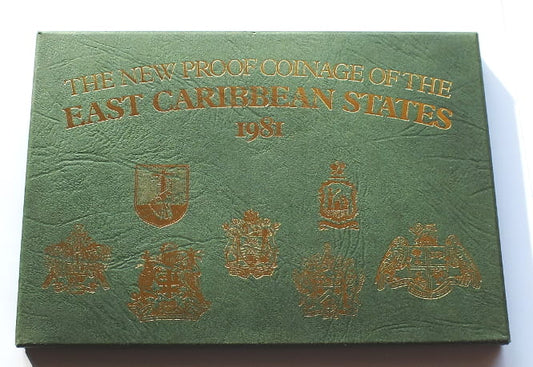 THE NEW PROOF COINAGE OF THE
EAST CARIBBEAN STATES
1981